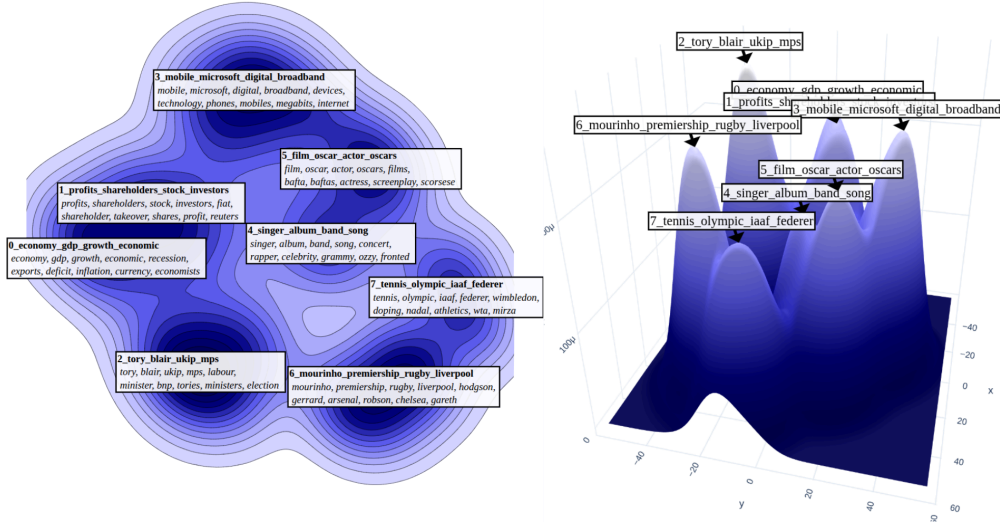 3_mobile_microsoft_digital_broadband
mobile, microsoft, digital, broadband, devices,
technology, phones, mobiles, megabits, internet
5_film_oscar_actor_oscars
film, oscar, actor, oscars, films,
bafta, baftas, actress, screenplay, scorsese
1_profits_shareholders_stock_investors
profits, shareholders, stock, investors, fiat,
shareholder, takeover, shares, profit, reuters
4_singer_album_band_song
singer, album, band, song, concert,
rapper, celebrity, grammy, ozzy, fronted
0_economy_gdp_growth_economic
economy, gdp, growth, economic, recession,
exports, deficit, inflation, currency, economists
7_tennis_olympic_iaaf_federer
tennis, olympic, iaaf, federer, wimbledon,
doping, nadal, athletics, wta, mirza
2_tory_blair_ukip_mps
tory, blair, ukip, mps, labour,
minister, bnp, tories, ministers, election
6_mourinho_premiership_rugby_liverpool
mourinho, premiership, rugby, liverpool, hodgson,
gerrard, arsenal, robson, chelsea, gareth
2_tory_blair_ukip_mps
0_economy_gdp_growth_economic
1_profits_sh
3_mobile_microsoft_digital_broadband
6_mourinho_premiership_rugby_liverpool
5_film_oscar_actor_oscars
4_singer_album_band_song
7_tennis_olympic_iaaf_federer
100μ
0
−40
−20
0
20
40
y
−40
−20
0
20
40
60
x